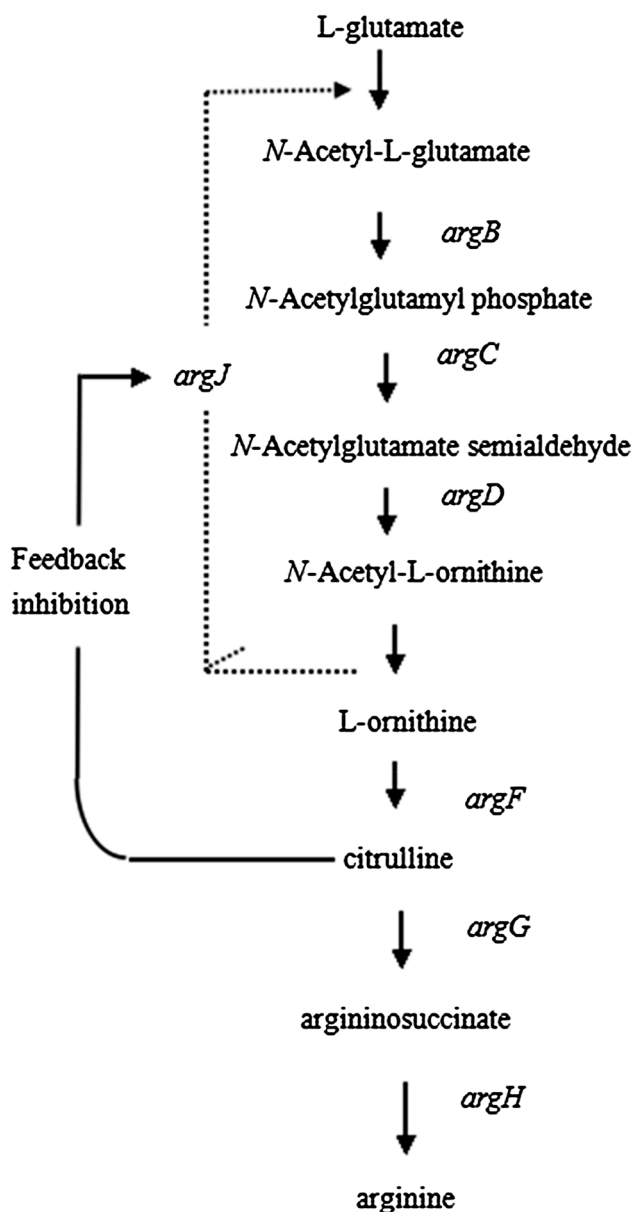 L-glutamate
N-Acetyl-L-glutamate
argB
N-Acetylglutamyl phosphate
argC
argJ
N-Acetylglutamate semialdehyde
argD
Feedback
inhibition
N-Acetyl-L-ornithine
L-ornithine
argF
citrulline
argG
argininosuccinate
argH
arginine